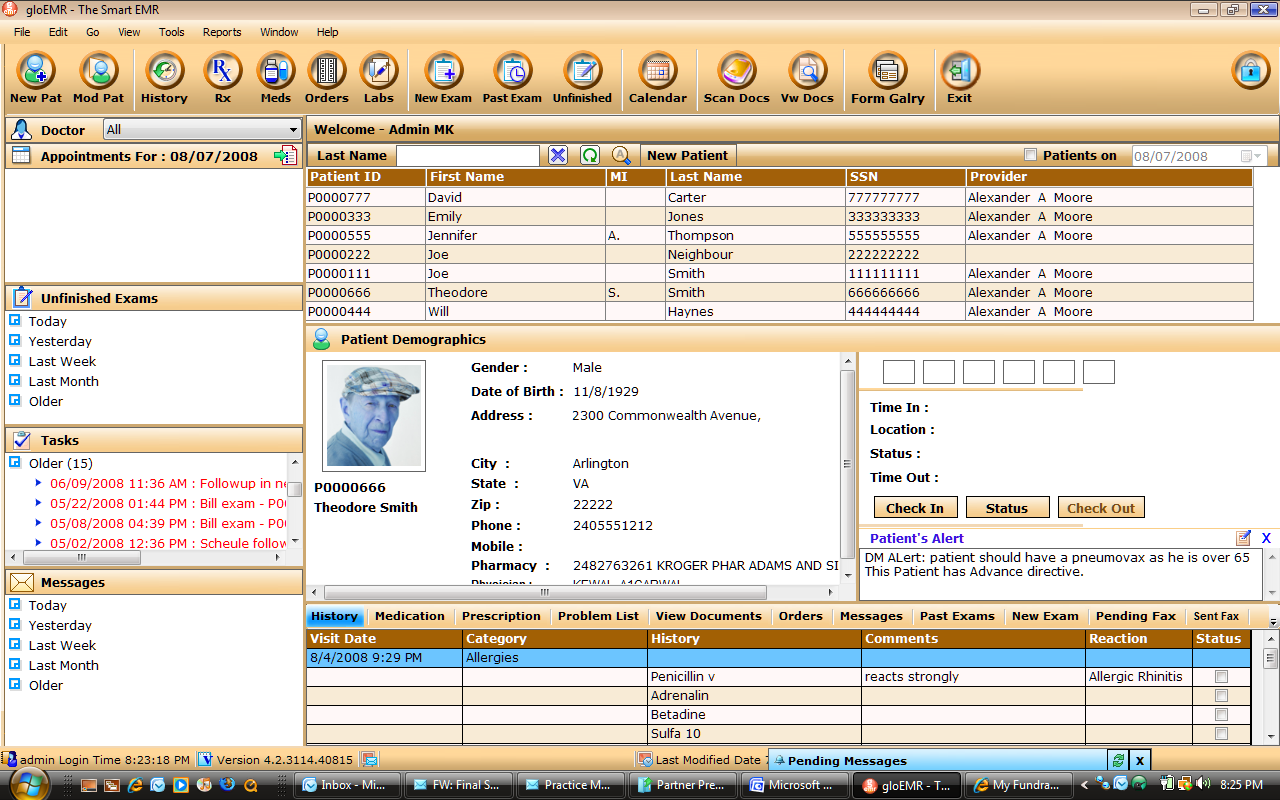 gloEMR - The Smart EMR
File Edit Go View Tools Reports Window Help
New Pat Mod Pat History Rx Meds Orders Labs New Exam Past Exam Unfinished Calendar Scan Docs Vw Docs Form Galry Exit
Doctor All
Appointments For : 08/07/2008
Unfinished Exams
Today
Yesterday
Last Week
Last Month
Older
Tasks
Older (15)
06/09/2008 11:36 AM : Followup in ne
05/22/2008 01:44 PM : Bill exam - P0
05/08/2008 04:39 PM : Bill exam - P0
05/02/2008 12:36 PM : Scheule follow
Messages
Today
Yesterday
Last Week
Last Month
Older
Welcome - Admin MK
Last Name New Patient Patients on 08/07/2008
Patient ID First Name MI Last Name SSN Provider
P0000777 David Carter 777777777 Alexander A Moore
P0000333 Emily Jones 333333333 Alexander A Moore
P0000555 Jennifer A. Thompson 555555555 Alexander A Moore
P0000222 Joe Neighbour 222222222
P0000111 Joe Smith 111111111 Alexander A Moore
P0000666 Theodore S. Smith 666666666 Alexander A Moore
P0000444 Will Haynes 444444444 Alexander A Moore
Patient Demographics
P0000666
Theodore Smith
Gender : Male
Date of Birth : 11/8/1929
Address : 2300 Commonwealth Avenue,
City : Arlington
State : VA
Zip : 22222
Phone : 2405551212
Mobile :
Pharmacy : 2482763261 KROGER PHAR ADAMS AND SI
Physician :
Time In :
Location :
Status :
Time Out :
Check In Status Check Out
Patient's Alert X
DM ALert: patient should have a pneumovax as he is over 65
This Patient has Advance directive.
History Medication Prescription Problem List View Documents Orders Messages Past Exams New Exam Pending Fax Sent Fax
Visit Date Category History Comments Reaction Status
8/4/2008 9:29 PM Allergies
Penicillin v reacts strongly Allergic Rhinitis
Adrenalin
Betadine
Sulfa 10
admin Login Time 8:23:18 PM Version 4.2.3114.40815 Last Modified Date 7 Pending Messages x
Inbox - Mi... FW: Final S... Practice M... Partner Pre... Microsoft ... gloEMR - T... My Fundra... 8:25 PM